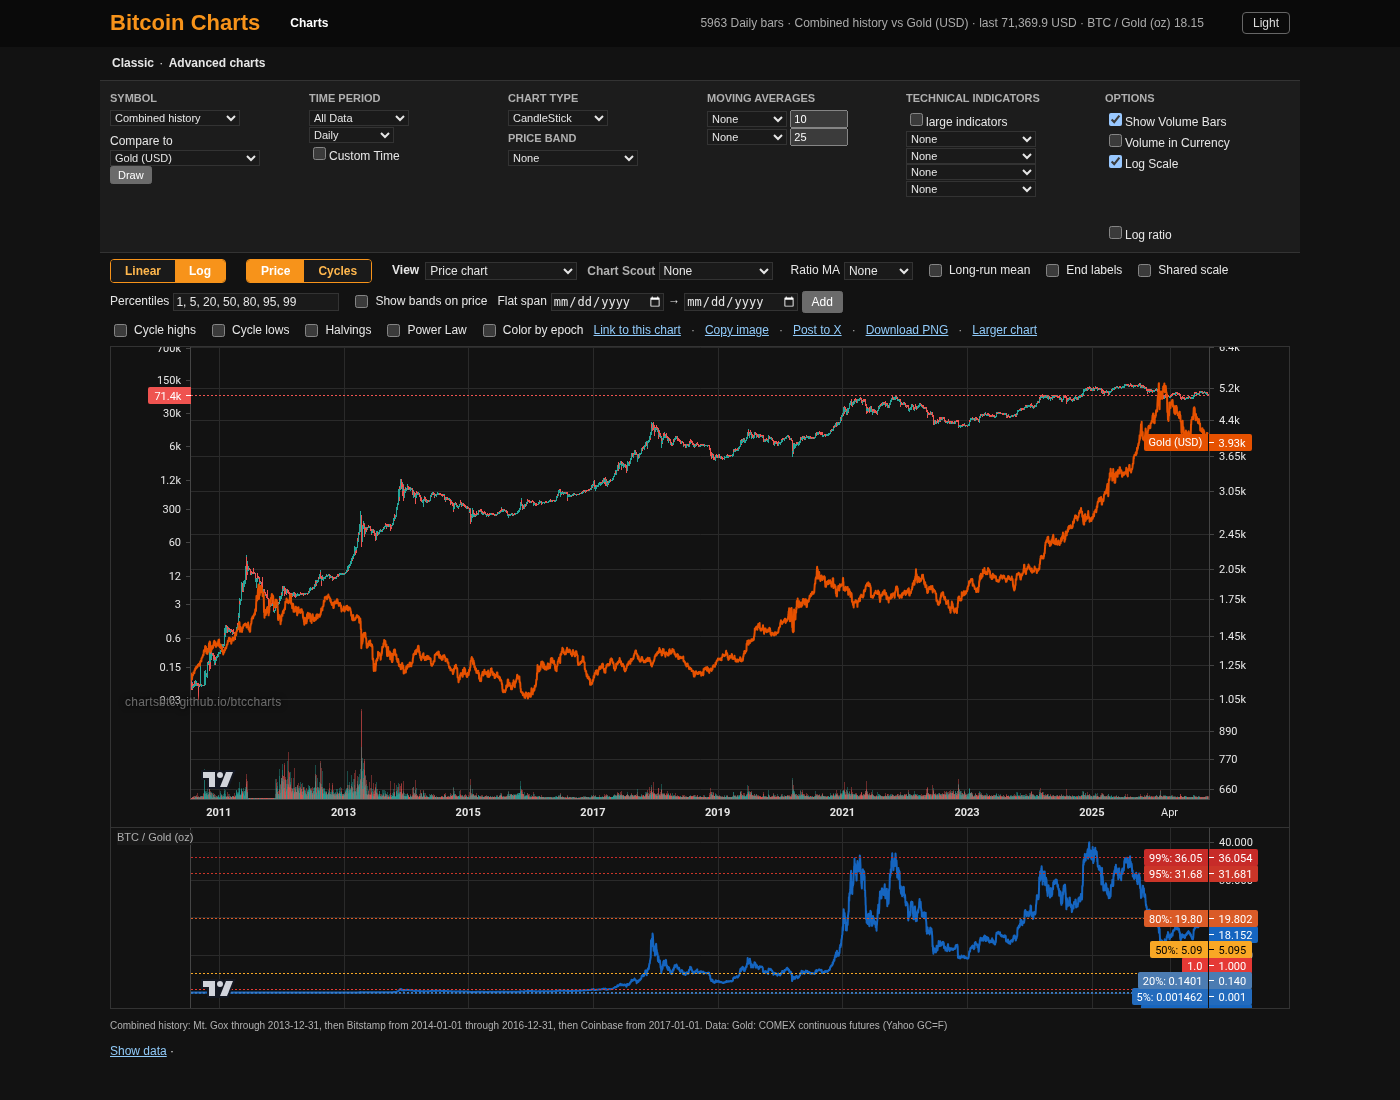 Bitcoin Charts
Charts
5963 Daily bars · Combined history vs Gold (USD) · last 71,369.9 USD · BTC / Gold (oz) 18.15
Light
Classic · Advanced charts
SYMBOL
Combined history
Compare to
Gold (USD)
Draw
TIME PERIOD
All Data
Daily
Custom Time
CHART TYPE
CandleStick
PRICE BAND
None
MOVING AVERAGES
None 10
None 25
TECHNICAL INDICATORS
large indicators
None
None
None
None
OPTIONS
Show Volume Bars
Volume in Currency
Log Scale
Log ratio
Linear Log Price Cycles View Price chart Chart Scout None Ratio MA None Long-run mean End labels Shared scale
Percentiles 1, 5, 20, 50, 80, 95, 99 Show bands on price Flat span mm/dd/yyyy → mm/dd/yyyy Add
Cycle highs Cycle lows Halvings Power Law Color by epoch Link to this chart · Copy image · Post to X · Download PNG · Larger chart
700k
150k
71.4k
30k
6k
1.2k
300
60
12
3
0.6
0.15
0.03
chartsbtc.github.io/btccharts
6.4k
5.2k
4.4k
Gold (USD) 3.93k
3.65k
3.05k
2.45k
2.05k
1.75k
1.45k
1.25k
1.05k
890
770
660
2011 2013 2015 2017 2019 2021 2023 2025 Apr
BTC / Gold (oz)
40.000
99%: 36.05 36.054
95%: 31.68 31.681
30.000
80%: 19.80 19.802
18.152
50%: 5.09 5.095
1.0 1.000
20%: 0.1401 0.140
5%: 0.001462 0.001
Combined history: Mt. Gox through 2013-12-31, then Bitstamp from 2014-01-01 through 2016-12-31, then Coinbase from 2017-01-01. Data: Gold: COMEX continuous futures (Yahoo GC=F)
Show data ·